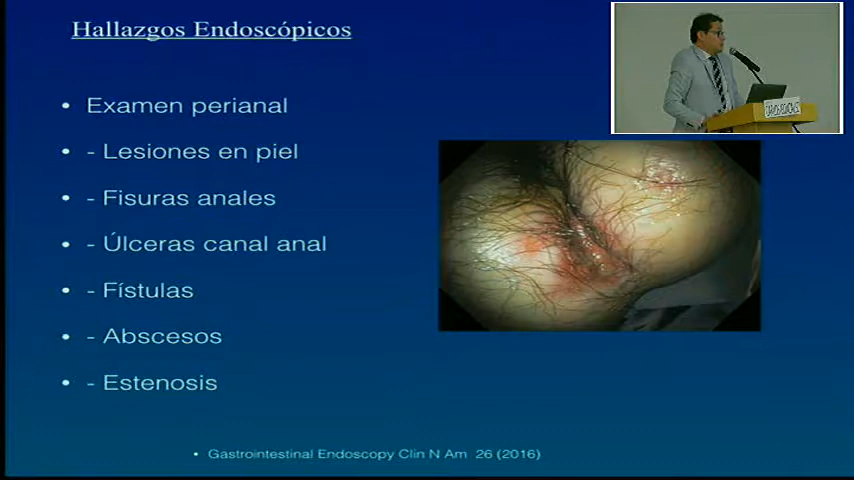 Hallazgos Endoscópicos
• Examen perianal
• - Lesiones en piel
• - Fisuras anales
• - Úlceras canal anal
• - Fístulas
• - Abscesos
• - Estenosis
• Gastrointestinal Endoscopy Clin N Am 26 (2016)